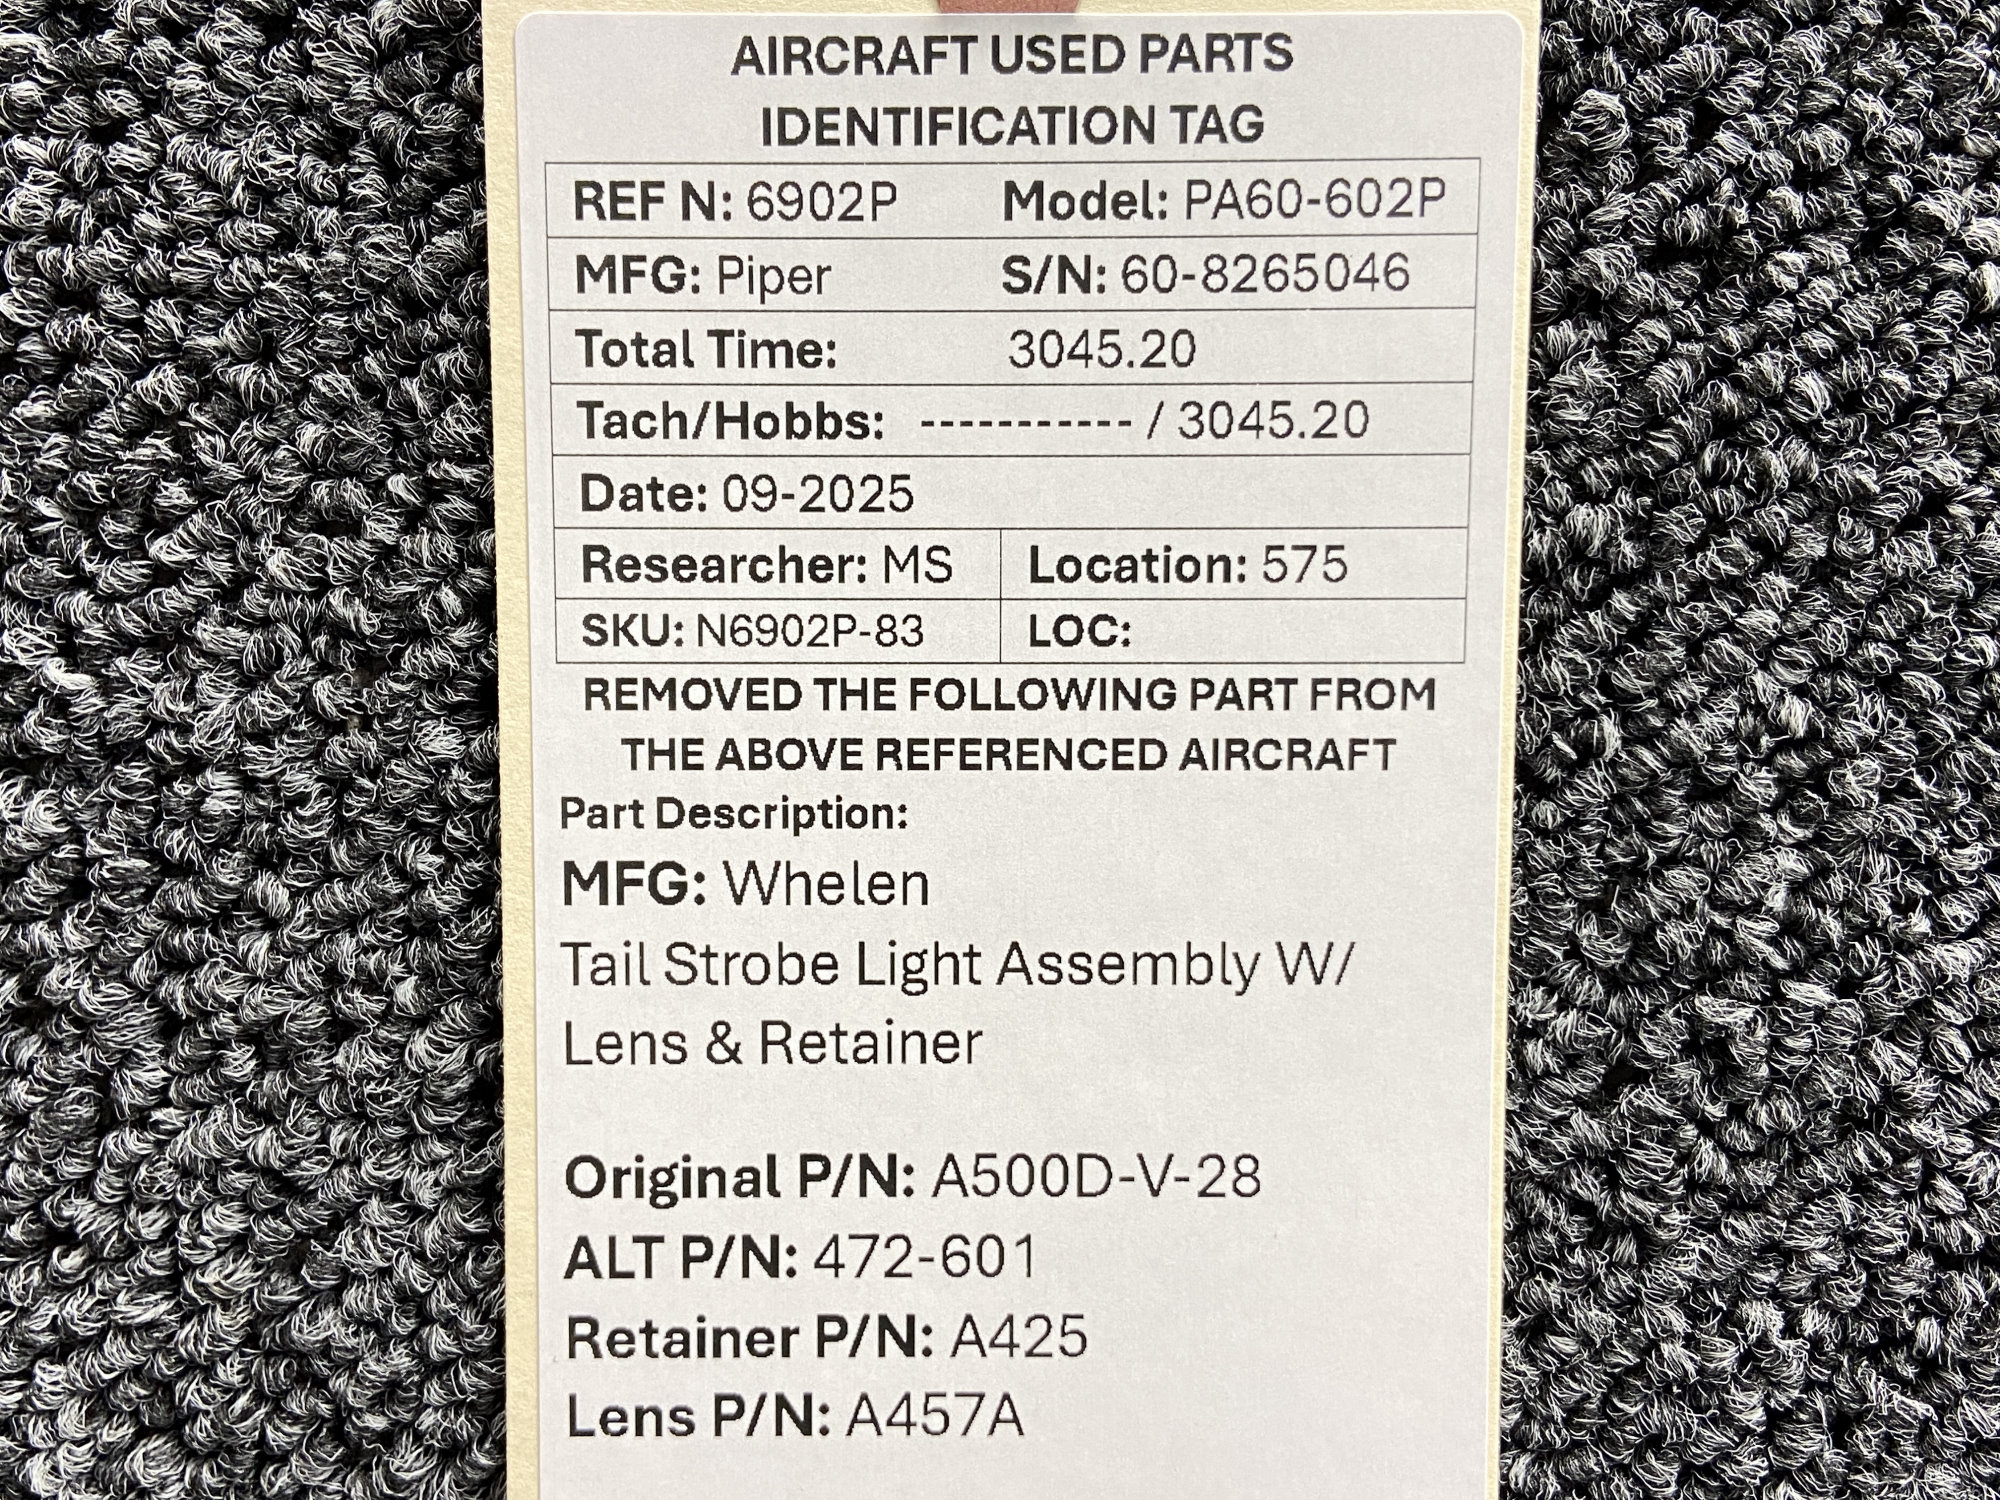 AIRCRAFT USED PARTS
IDENTIFICATION TAG
REF N: 6902P Model: PA60-602P
MFG: Piper S/N: 60-8265046
Total Time: 3045.20
Tach/Hobbs: ----------- / 3045.20
Date: 09-2025
Researcher: MS Location: 575
SKU: N6902P-83 LOC:
REMOVED THE FOLLOWING PART FROM
THE ABOVE REFERENCED AIRCRAFT
Part Description:
MFG: Whelen
Tail Strobe Light Assembly W/
Lens & Retainer
Original P/N: A500D-V-28
ALT P/N: 472-601
Retainer P/N: A425
Lens P/N: A457A